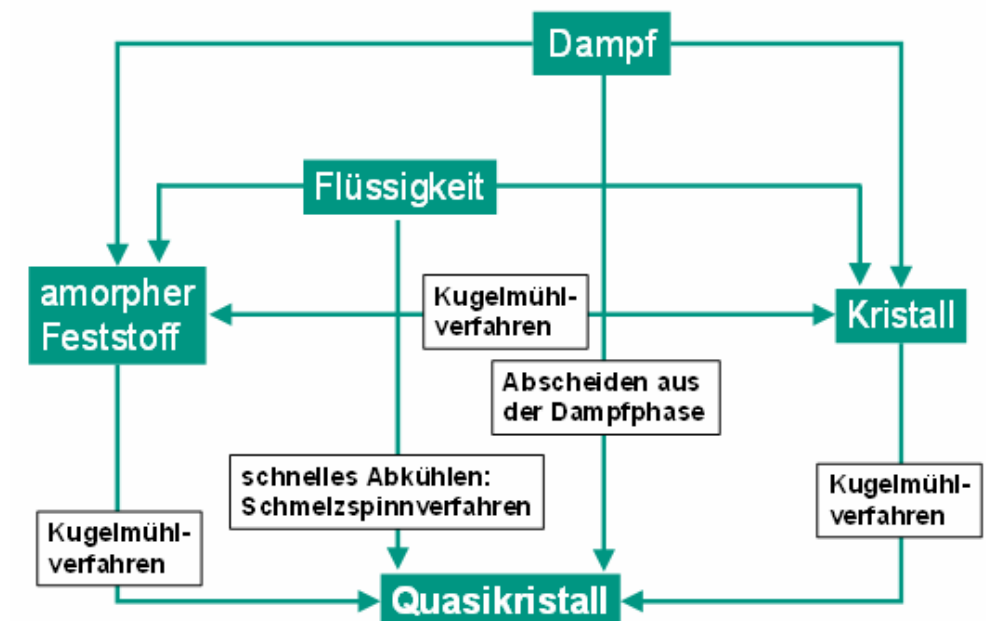 Dampf
Flüssigkeit
amorpher
Feststoff
Kugelmühl-
verfahren
Kristall
Abscheiden aus
der Dampfphase
schnelles Abkühlen:
Schmelzspinnverfahren
Kugelmühl-
verfahren
Kugelmühl-
verfahren
Quasikristall